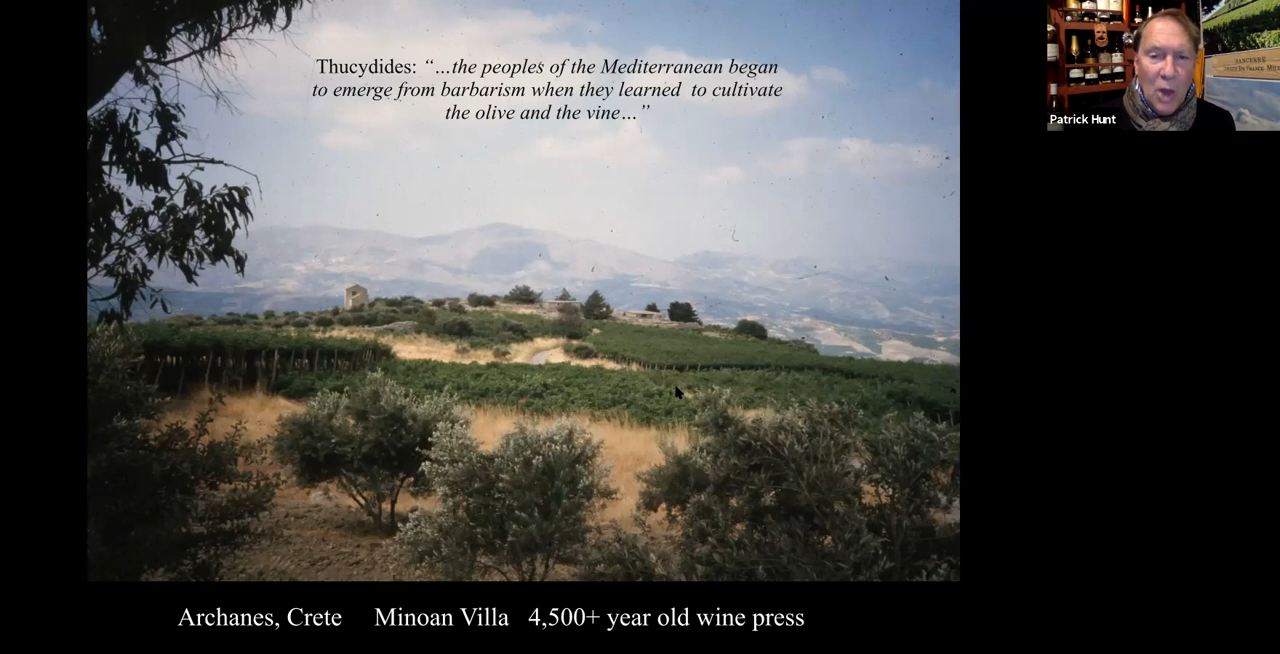 Thucydides: “…the peoples of the Mediterranean began
to emerge from barbarism when they learned to cultivate
the olive and the vine…”
Patrick Hunt
SANCERRE
Archanes, Crete Minoan Villa 4,500+ year old wine press